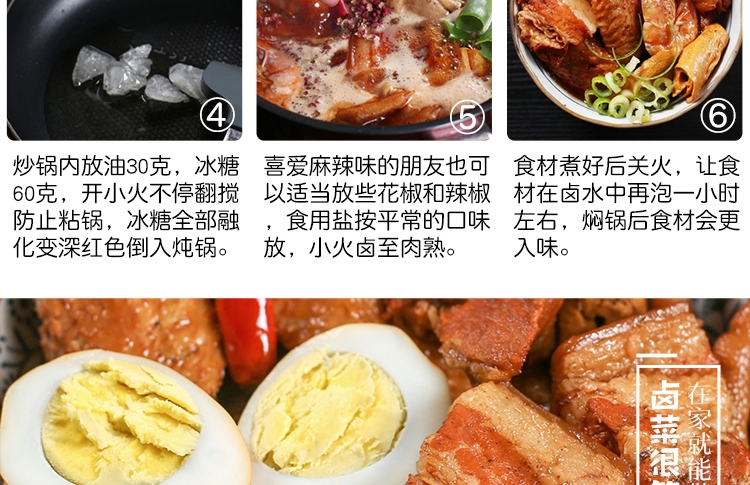 ④
炒锅内放油30克，冰糖
60克，开小火不停翻搅
防止粘锅，冰糖全部融
化变深红色倒入炖锅。
⑤
喜爱麻辣味的朋友也可
以适当放些花椒和辣椒
，食用盐按平常的口味
放，小火卤至肉熟。
⑥
食材煮好后关火，让食
材在卤水中再泡一小时
左右，焖锅后食材会更
入味。
在家就能
卤菜很